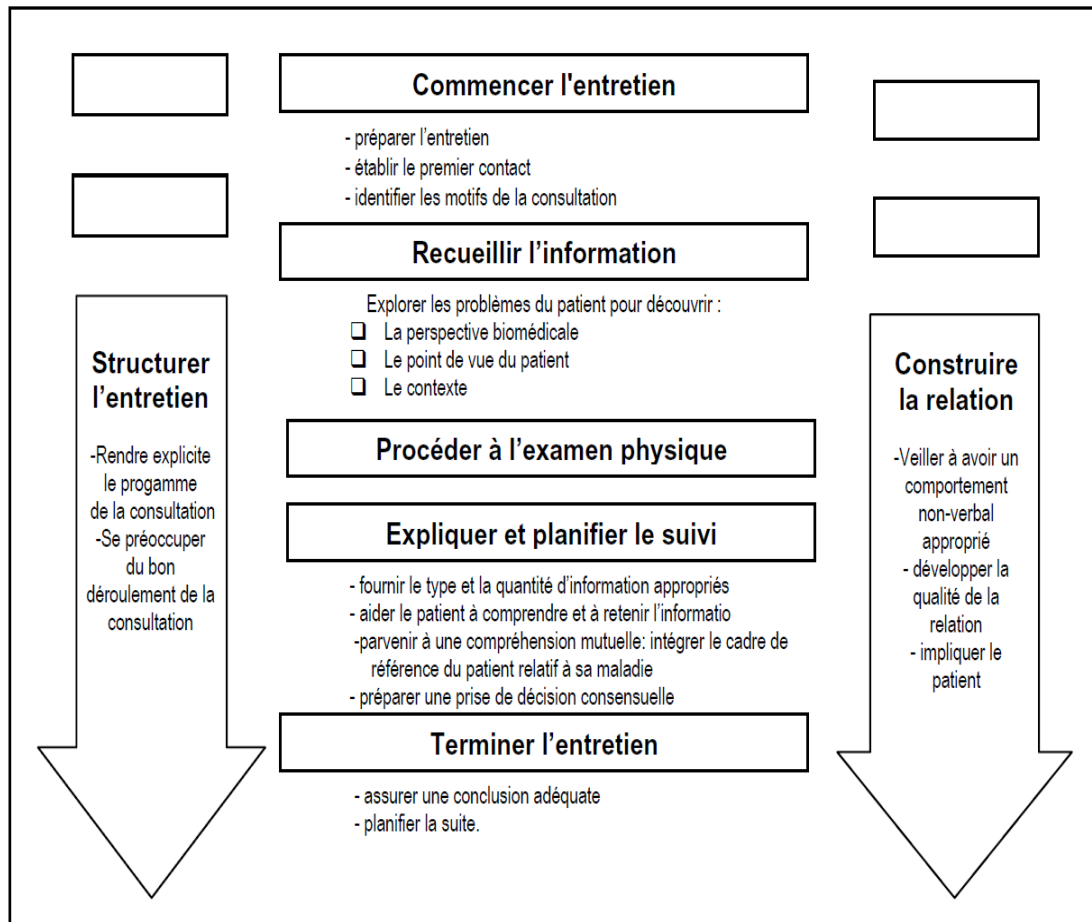 Commencer l'entretien
- préparer l’entretien
- établir le premier contact
- identifier les motifs de la consultation
Recueillir l’information
Explorer les problèmes du patient pour découvrir :
❑ La perspective biomédicale
❑ Le point de vue du patient
❑ Le contexte
Structurer
l’entretien
-Rendre explicite
le progamme
de la consultation
-Se préoccuper
du bon
déroulement de la
consultation
Procéder à l’examen physique
Expliquer et planifier le suivi
- fournir le type et la quantité d’information appropriés
- aider le patient à comprendre et à retenir l’informatio
-parvenir à une compréhension mutuelle: intégrer le cadre de
référence du patient relatif à sa maladie
- préparer une prise de décision consensuelle
Terminer l’entretien
- assurer une conclusion adéquate
- planifier la suite.
Construire
la relation
-Veiller à avoir un
comportement
non-verbal
approprié
- développer la
qualité de la
relation
- impliquer le
patient